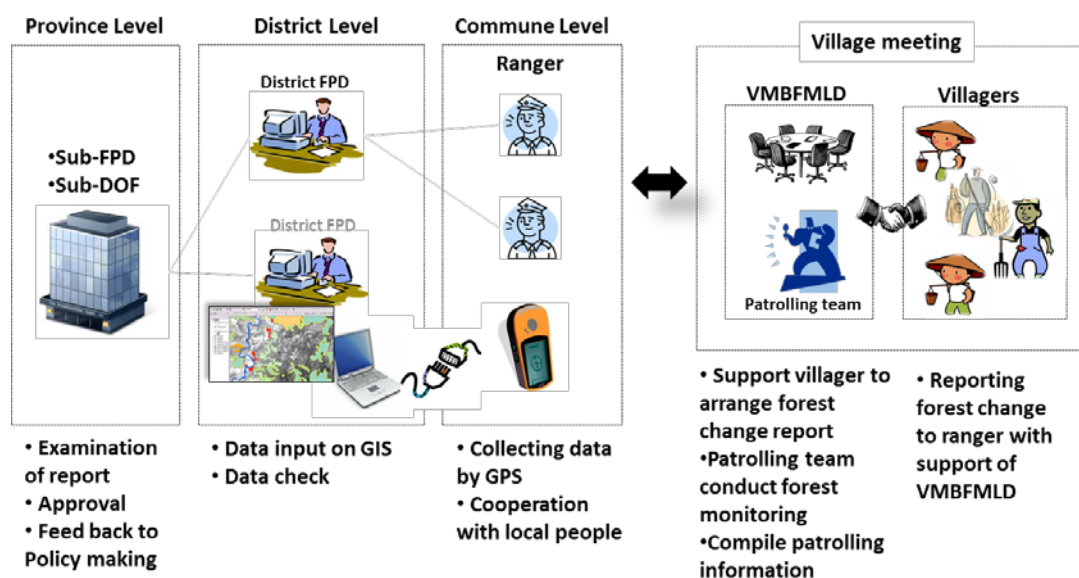 Province Level
•Sub-FPD
•Sub-DOF
• Examination
of report
• Approval
• Feed back to
Policy making
District Level
District FPD
District FPD
• Data input on GIS
• Data check
Commune Level
Ranger
• Collecting data
by GPS
• Cooperation
with local people
Village meeting
VMBFMLD
Patrolling team
Villagers
• Support villager to
arrange forest
change report
•Patrolling team
conduct forest
monitoring
•Compile patrolling
information
• Reporting
forest change
to ranger with
support of
VMBFMLD